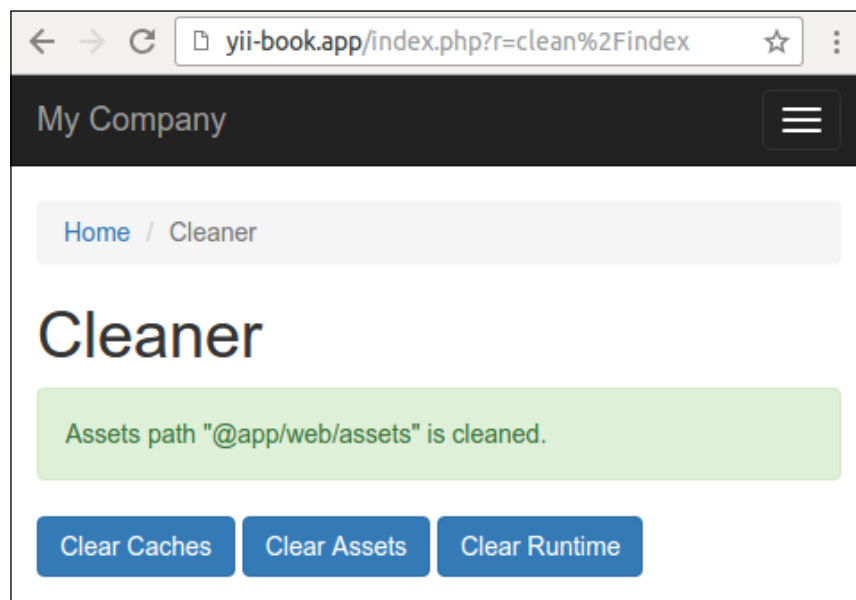 yii-book.app/index.php?r=clean%2Findex
My Company
Home / Cleaner
Cleaner
Assets path "@app/web/assets" is cleaned.
Clear Caches Clear Assets Clear Runtime